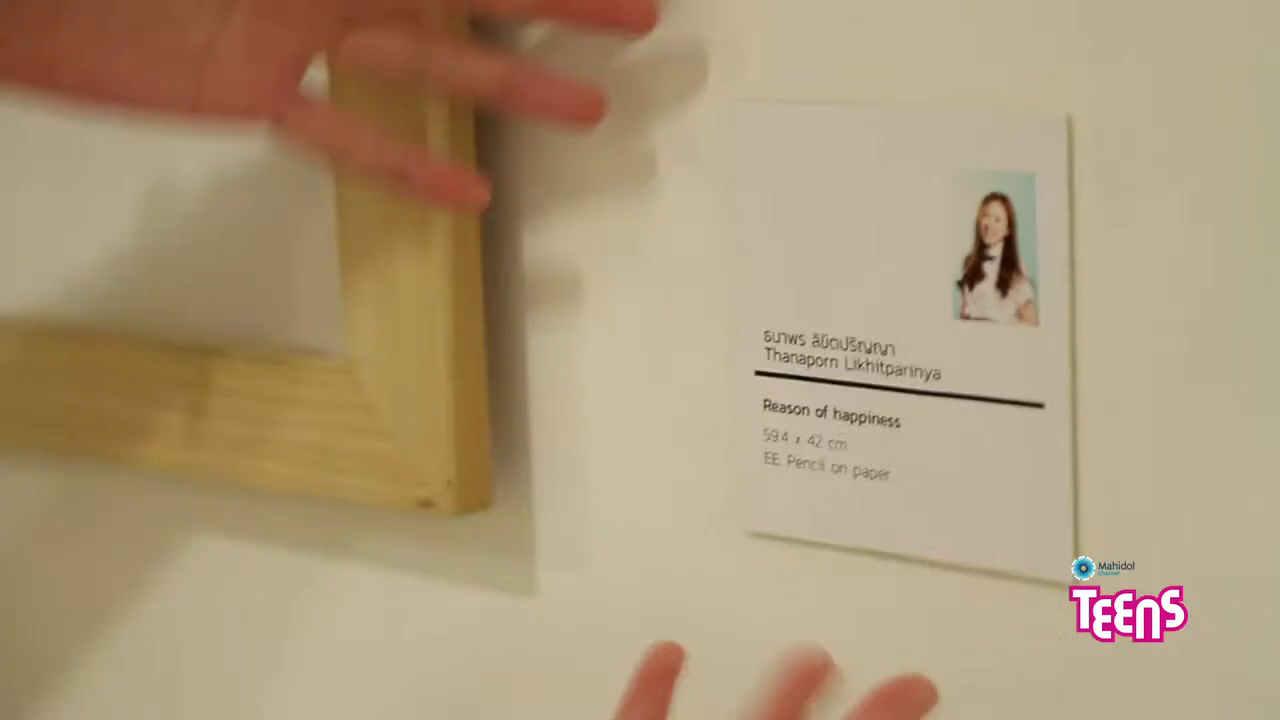 ธนาพร ลิขิตปริญญา
Thanaporn Likhitparinya
Reason of happiness
59.4 x 42 cm
EE Pencil on paper
Mahidol
Channel
TEENS